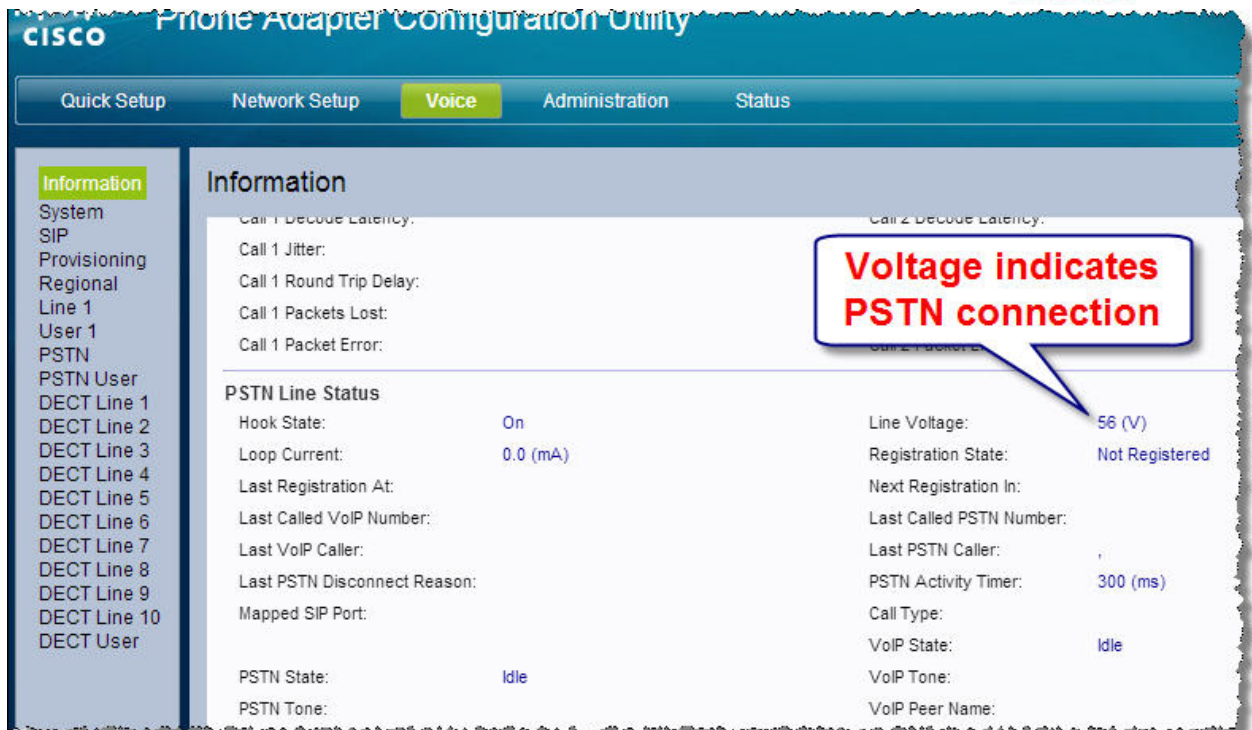 CISCO
Phone Adapter Configuration Utility
Quick Setup Network Setup Voice Administration Status
Information
System
SIP
Provisioning
Regional
Line 1
User 1
PSTN
PSTN User
DECT Line 1
DECT Line 2
DECT Line 3
DECT Line 4
DECT Line 5
DECT Line 6
DECT Line 7
DECT Line 8
DECT Line 9
DECT Line 10
DECT User
Information
Call 1 Decode Latency: Call 2 Decode Latency:
Call 1 Jitter:
Call 1 Round Trip Delay:
Call 1 Packets Lost:
Call 1 Packet Error:
Voltage indicates
PSTN connection
PSTN Line Status
Hook State: On Line Voltage: 56 (V)
Loop Current: 0.0 (mA) Registration State: Not Registered
Last Registration At: Next Registration In:
Last Called VoIP Number: Last Called PSTN Number:
Last VoIP Caller: Last PSTN Caller: ,
Last PSTN Disconnect Reason: PSTN Activity Timer: 300 (ms)
Mapped SIP Port: Call Type:
VoIP State: Idle
PSTN State: Idle VoIP Tone:
PSTN Tone: VoIP Peer Name: